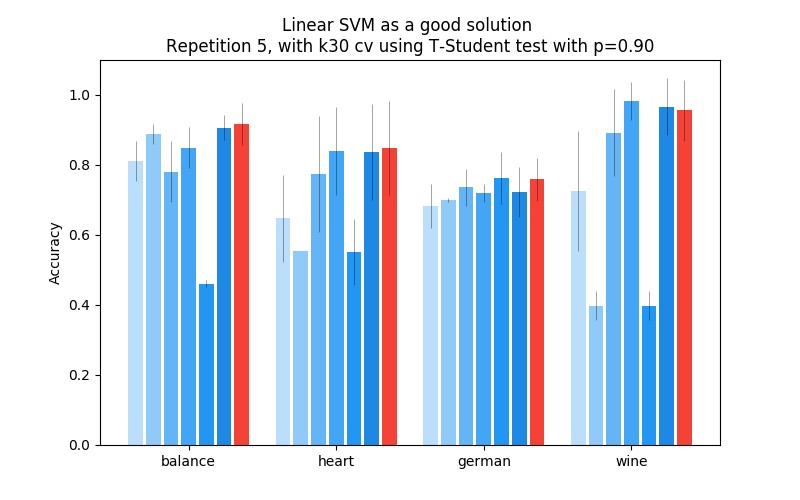 Linear SVM as a good solution
Repetition 5, with k30 cv using T-Student test with p=0.90
Accuracy
1.0
0.8
0.6
0.4
0.2
0.0
balance heart german wine